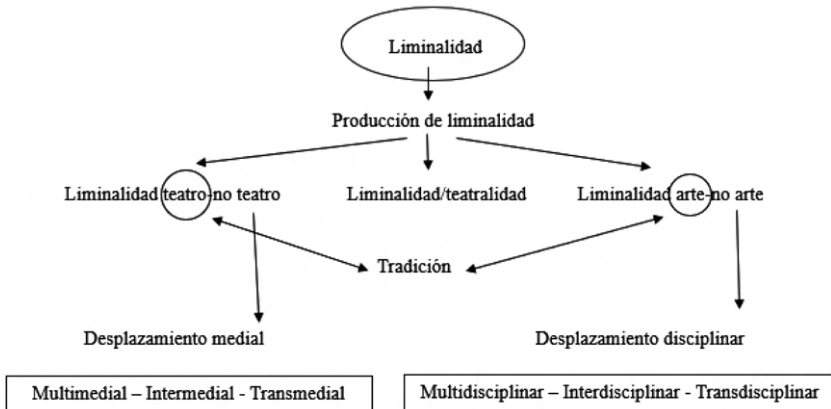 Liminalidad
Producción de liminalidad
Liminalidad teatro-no teatro
Liminalidad/teatralidad
Liminalidad arte-no arte
Tradición
Desplazamiento medial
Desplazamiento disciplinar
Multimedial – Intermedial - Transmedial
Multidisciplinar – Interdisciplinar - Transdisciplinar